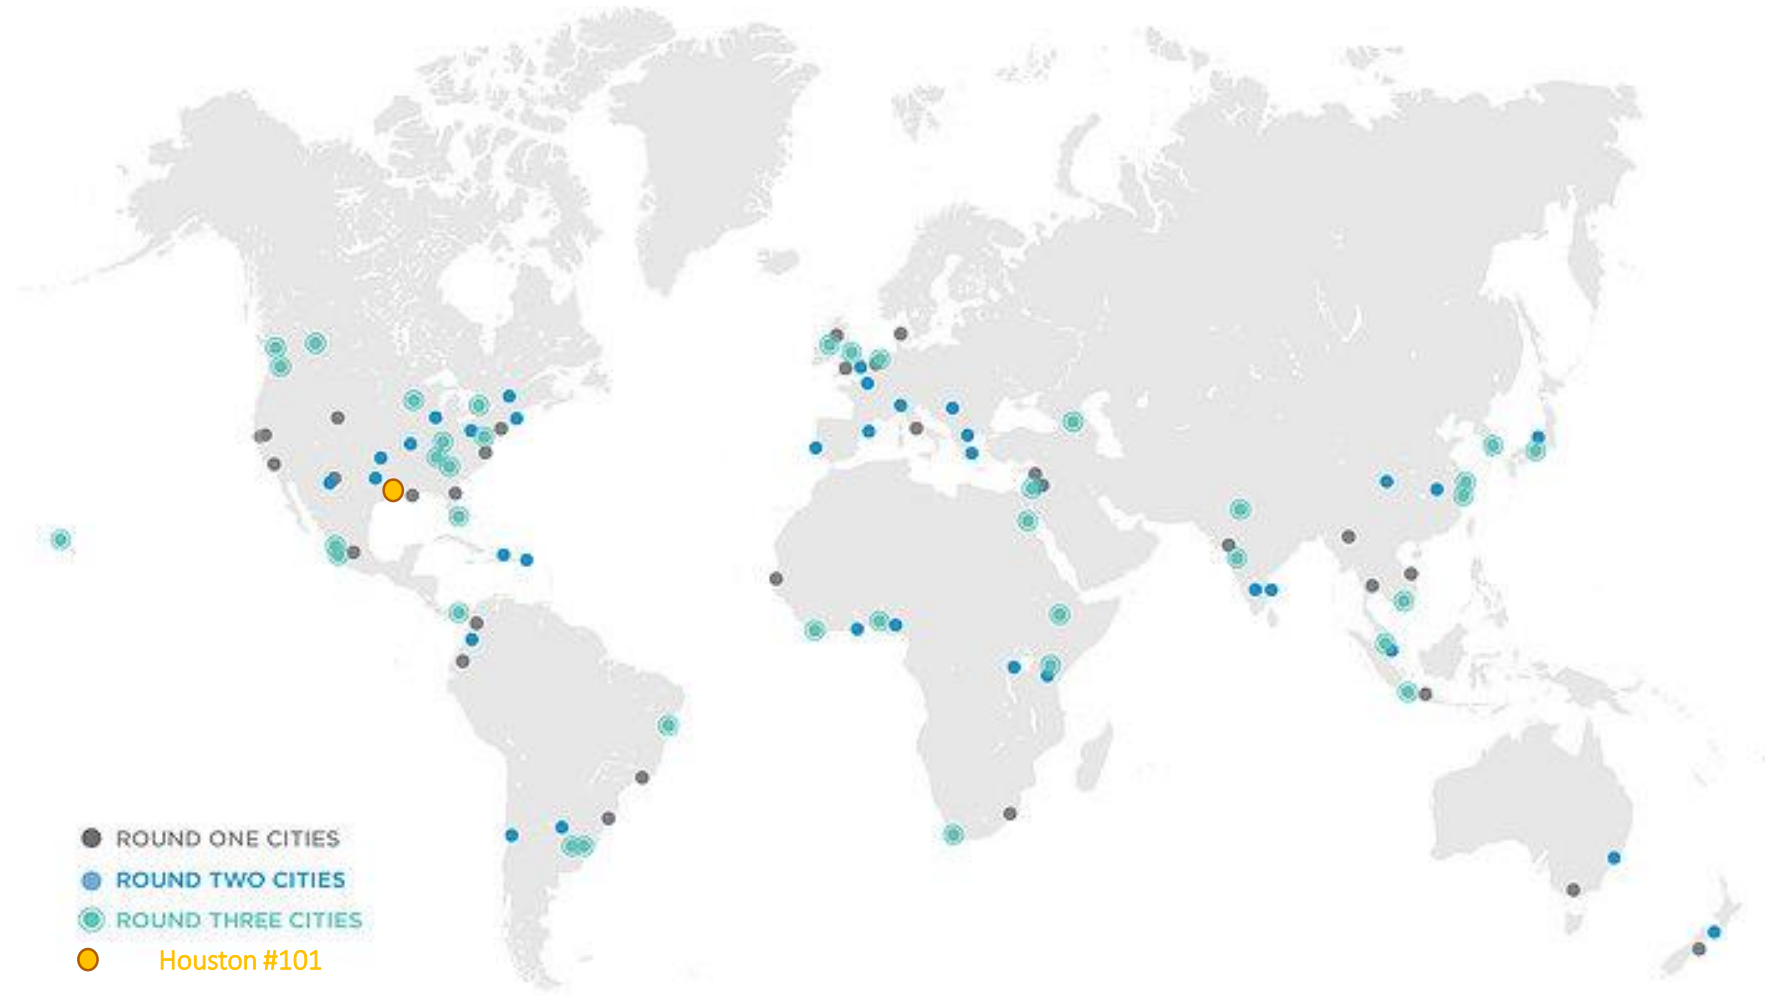 ROUND ONE CITIES
ROUND TWO CITIES
ROUND THREE CITIES
Houston #101